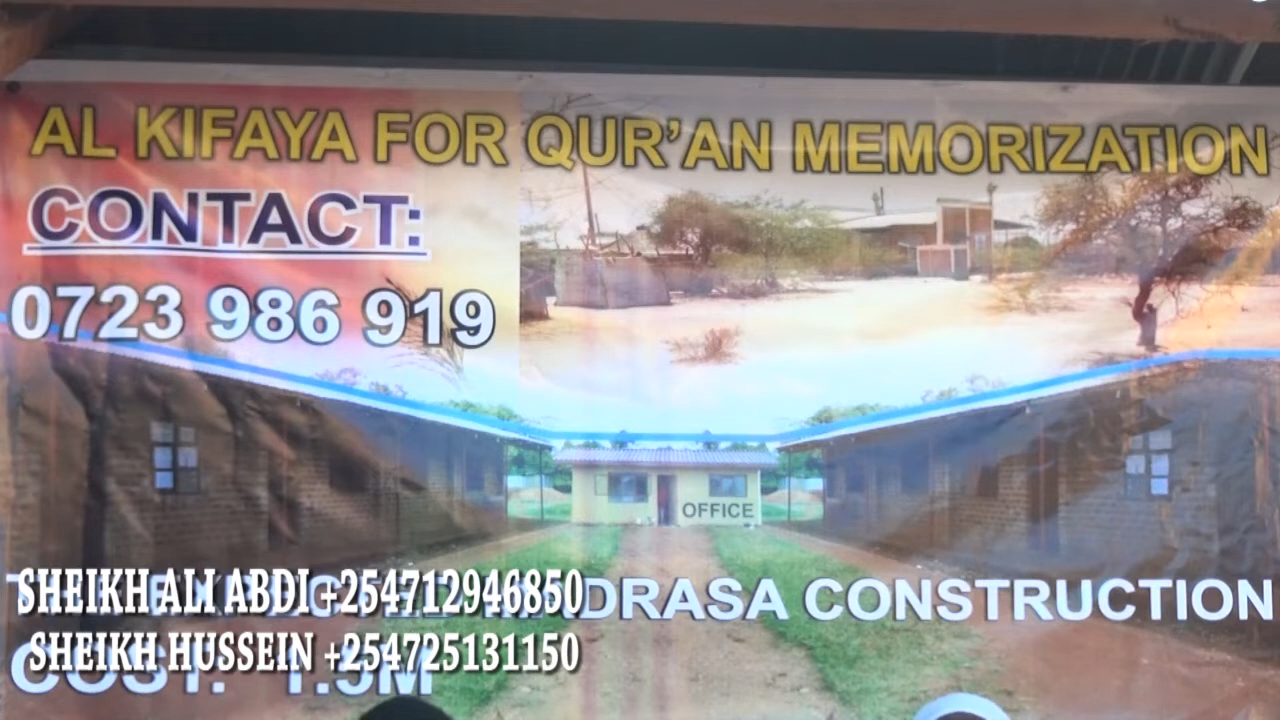 AL KIFAYA FOR QUR'AN MEMORIZATION
CONTACT:
0723 986 919
OFFICE
DRASA CONSTRUCTION
SHEIKH ALI ABDI +254712946850
SHEIKH HUSSEIN +254725131150
COST: